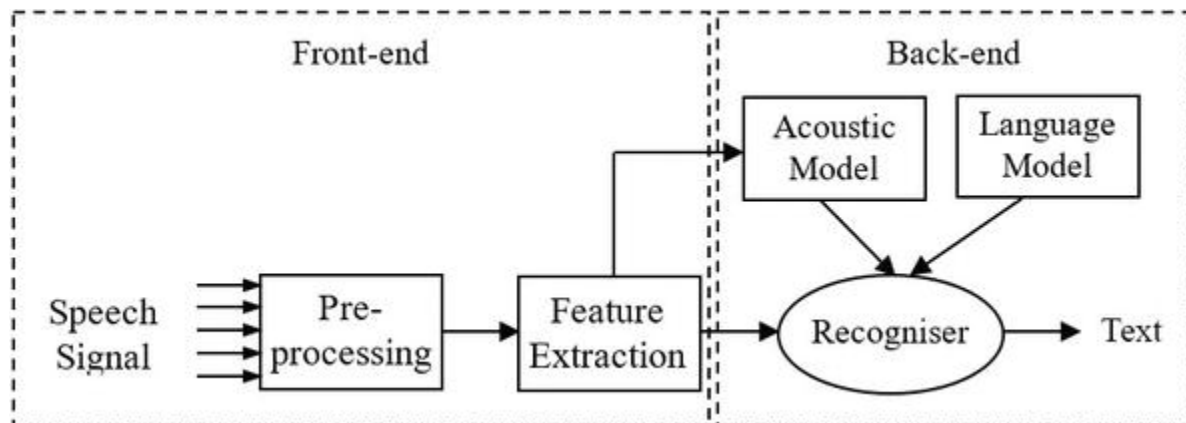 Front-end
Back-end
Acoustic
Model
Language
Model
Speech
Signal
Pre-
processing
Feature
Extraction
Recogniser
Text